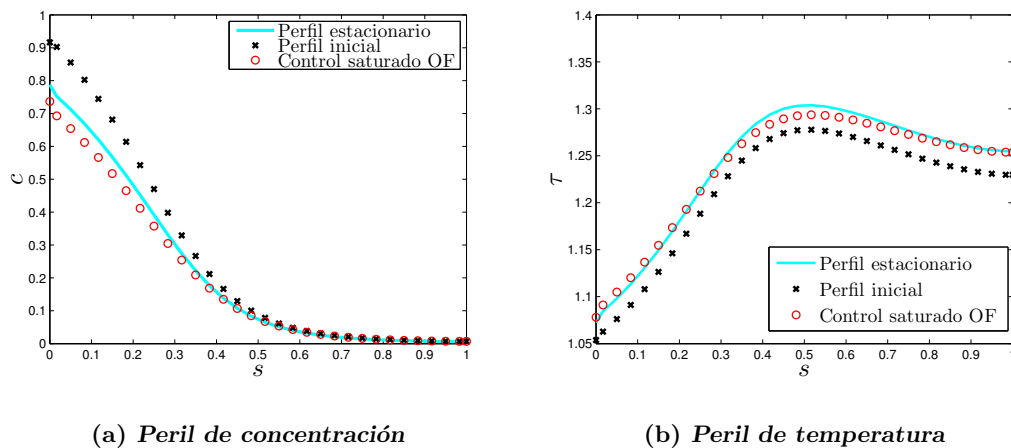 1
0.9
0.8
0.7
0.6
0.5
0.4
0.3
0.2
0.1
0
c
0 0.1 0.2 0.3 0.4 0.5 0.6 0.7 0.8 0.9 1
s
Perfil estacionario
Perfil inicial
Control saturado OF
(a) Peril de concentración
1.4
1.35
1.3
1.25
1.2
1.15
1.1
1.05
τ
0 0.1 0.2 0.3 0.4 0.5 0.6 0.7 0.8 0.9 1
s
Perfil estacionario
Perfil inicial
Control saturado OF
(b) Peril de temperatura